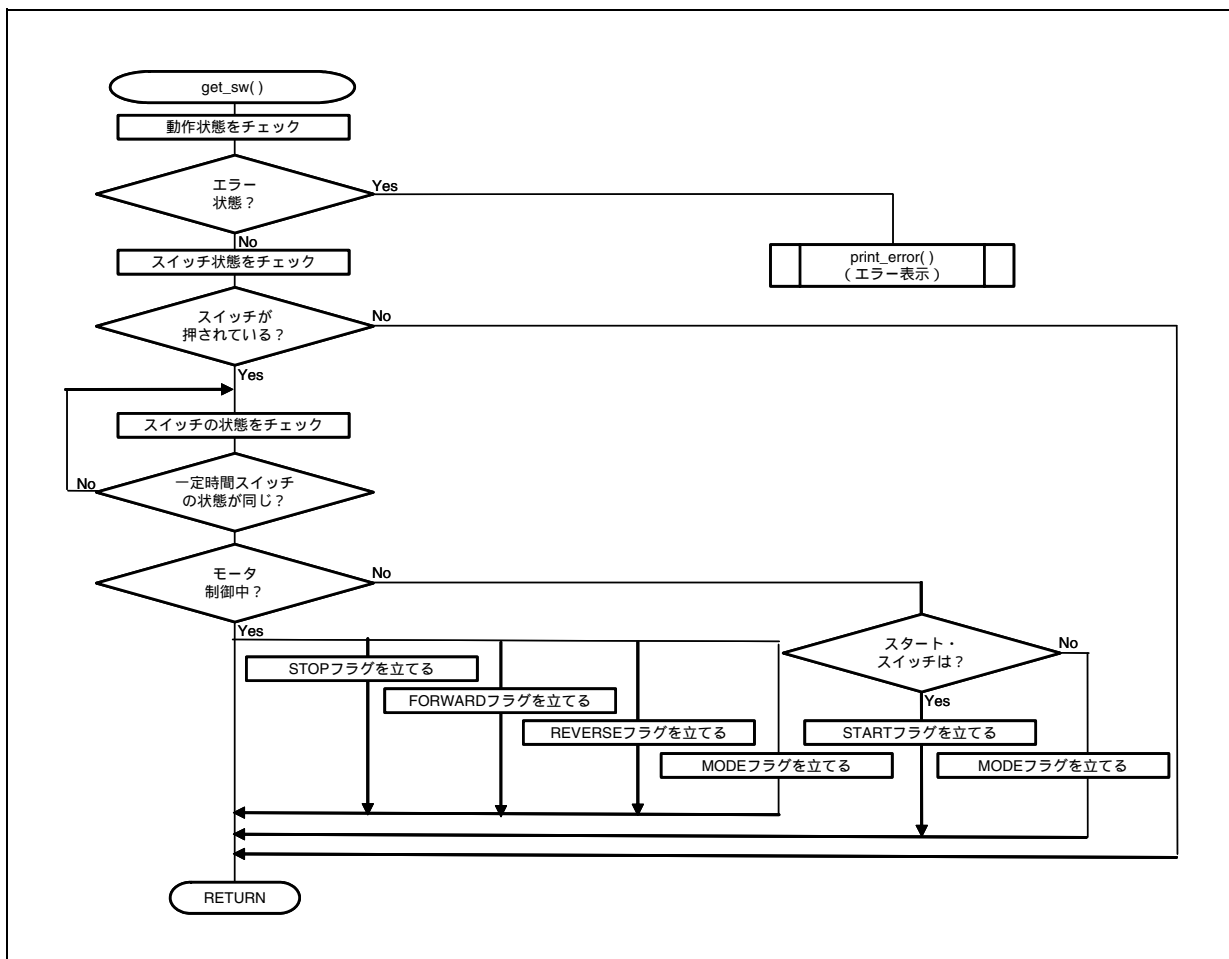 get_sw( )
動作状態をチェック
エラー
状態？
Yes
No
print_error( )
（エラー表示）
スイッチ状態をチェック
スイッチが
押されている？
No
Yes
スイッチの状態をチェック
一定時間スイッチ
の状態が同じ？
No
モータ
制御中？
No
Yes
スタート・
スイッチは？
No
Yes
STOPフラグを立てる
FORWARDフラグを立てる
REVERSEフラグを立てる
STARTフラグを立てる
MODEフラグを立てる
MODEフラグを立てる
RETURN